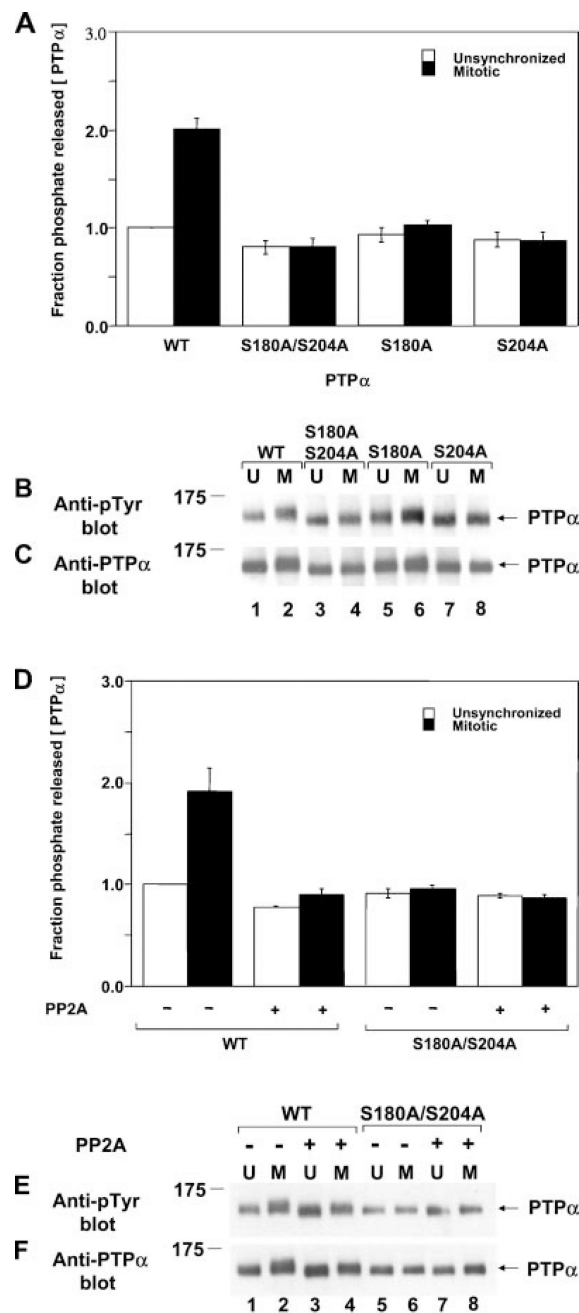 A
Fraction phosphate released [ PTPα]
3.0
2.0
1.0
0.0
Unsynchronized
Mitotic
WT
S180A/S204A
S180A
S204A
PTPα
WT
S180A
S204A
S180A
S204A
U M U M U M U M
B
Anti-pTyr
blot
175
PTPα
C
Anti-PTPα
blot
175
PTPα
1 2 3 4 5 6 7 8
D
Fraction phosphate released [ PTPα]
3.0
2.0
1.0
0.0
Unsynchronized
Mitotic
PP2A
- - + + - - + +
WT
S180A/S204A
WT
S180A/S204A
PP2A
- - + + - - + +
U M U M U M U M
E
Anti-pTyr
blot
175
PTPα
F
Anti-PTPα
blot
175
PTPα
1 2 3 4 5 6 7 8